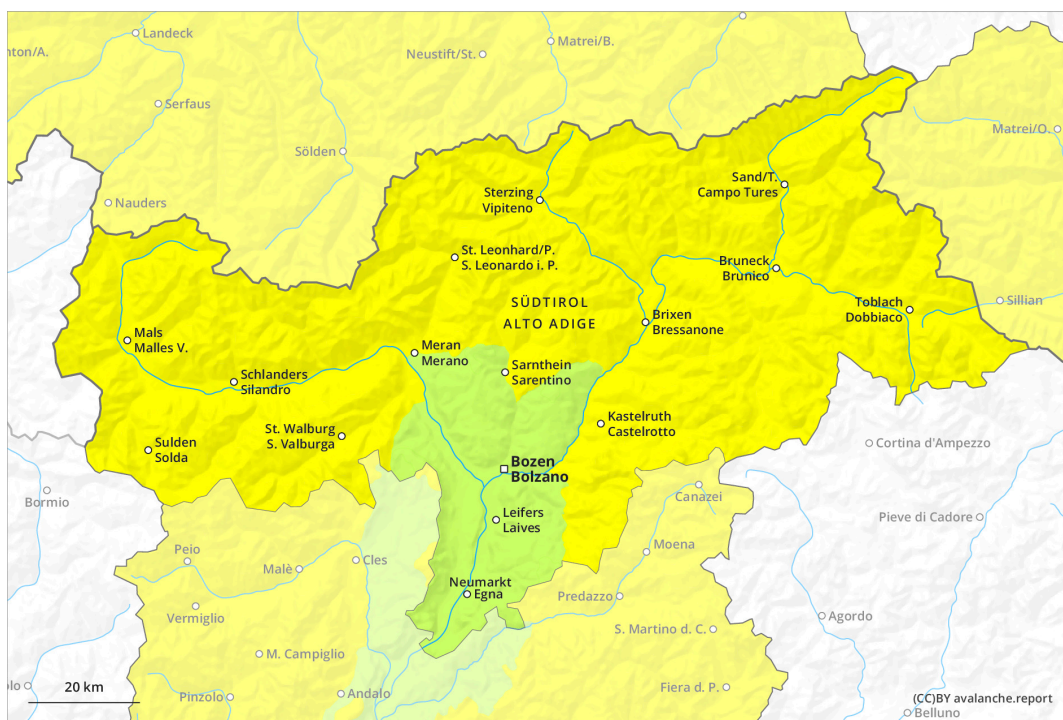 Landeck
nton/A.
Neustift/St.
Matrei/B.
Serfaus
Matrei/O.
Sölden
Nauders
Sand/T.
Campo Tures
Sterzing
Vipiteno
St. Leonhard/P.
S. Leonardo i. P.
Bruneck
Brunico
SÜDTIROL
ALTO ADIGE
Toblach
Dobbiaco
Sillian
Brixen
Bressanone
Mals
Malles V.
Meran
Merano
Sarnthein
Sarentino
Schlanders
Silandro
Kastelruth
Castelrotto
St. Walburg
S. Valburga
Sulden
Solda
Cortina d'Ampezzo
Bozen
Bolzano
Bormio
Canazei
Leifers
Laives
Pieve di Cadore
Moena
Peio
Cles
Malè
Neumarkt
Egna
Predazzo
Vermiglio
Agordo
S. Martino d. C.
M. Campiglio
20 km
olo
Pinzolo
Andalo
Fiera d. P.
(CC)BY avalanche.report
Belluno